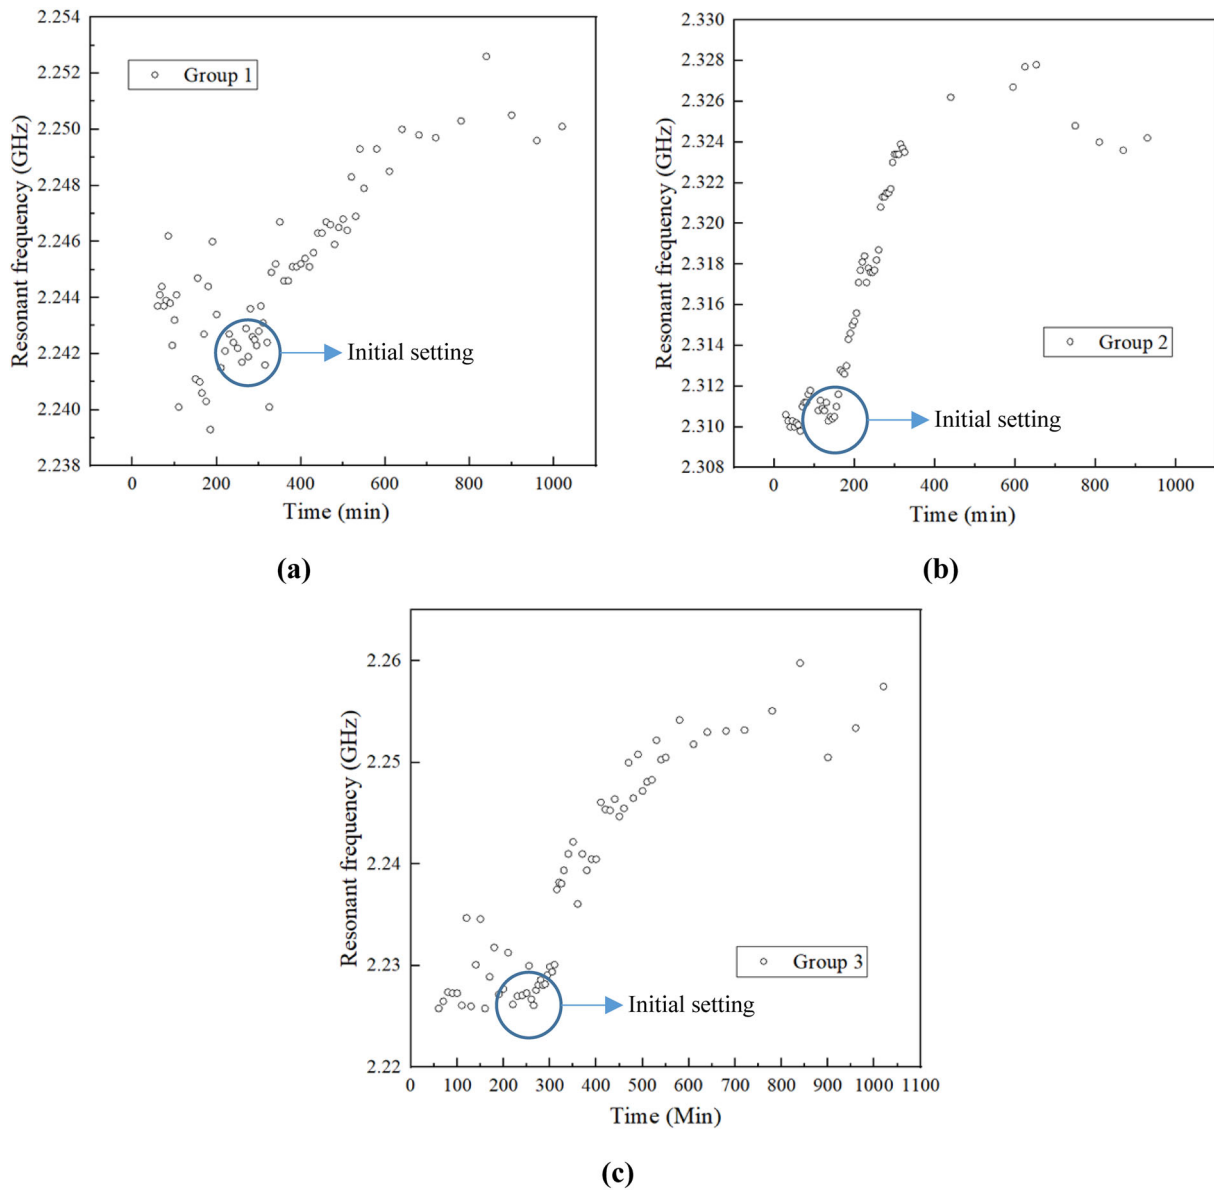 2.254
2.252
2.250
2.248
2.246
2.244
2.242
2.240
2.238
Resonant frequency (GHz)
Group 1
Initial setting
0 200 400 600 800 1000
Time (min)
(a)
2.330
2.328
2.326
2.324
2.322
2.320
2.318
2.316
2.314
2.312
2.310
2.308
Resonant frequency (GHz)
Group 2
Initial setting
0 200 400 600 800 1000
Time (min)
(b)
2.26
2.25
2.24
2.23
2.22
Resonant frequency (GHz)
Group 3
Initial setting
0 100 200 300 400 500 600 700 800 900 1000 1100
Time (Min)
(c)